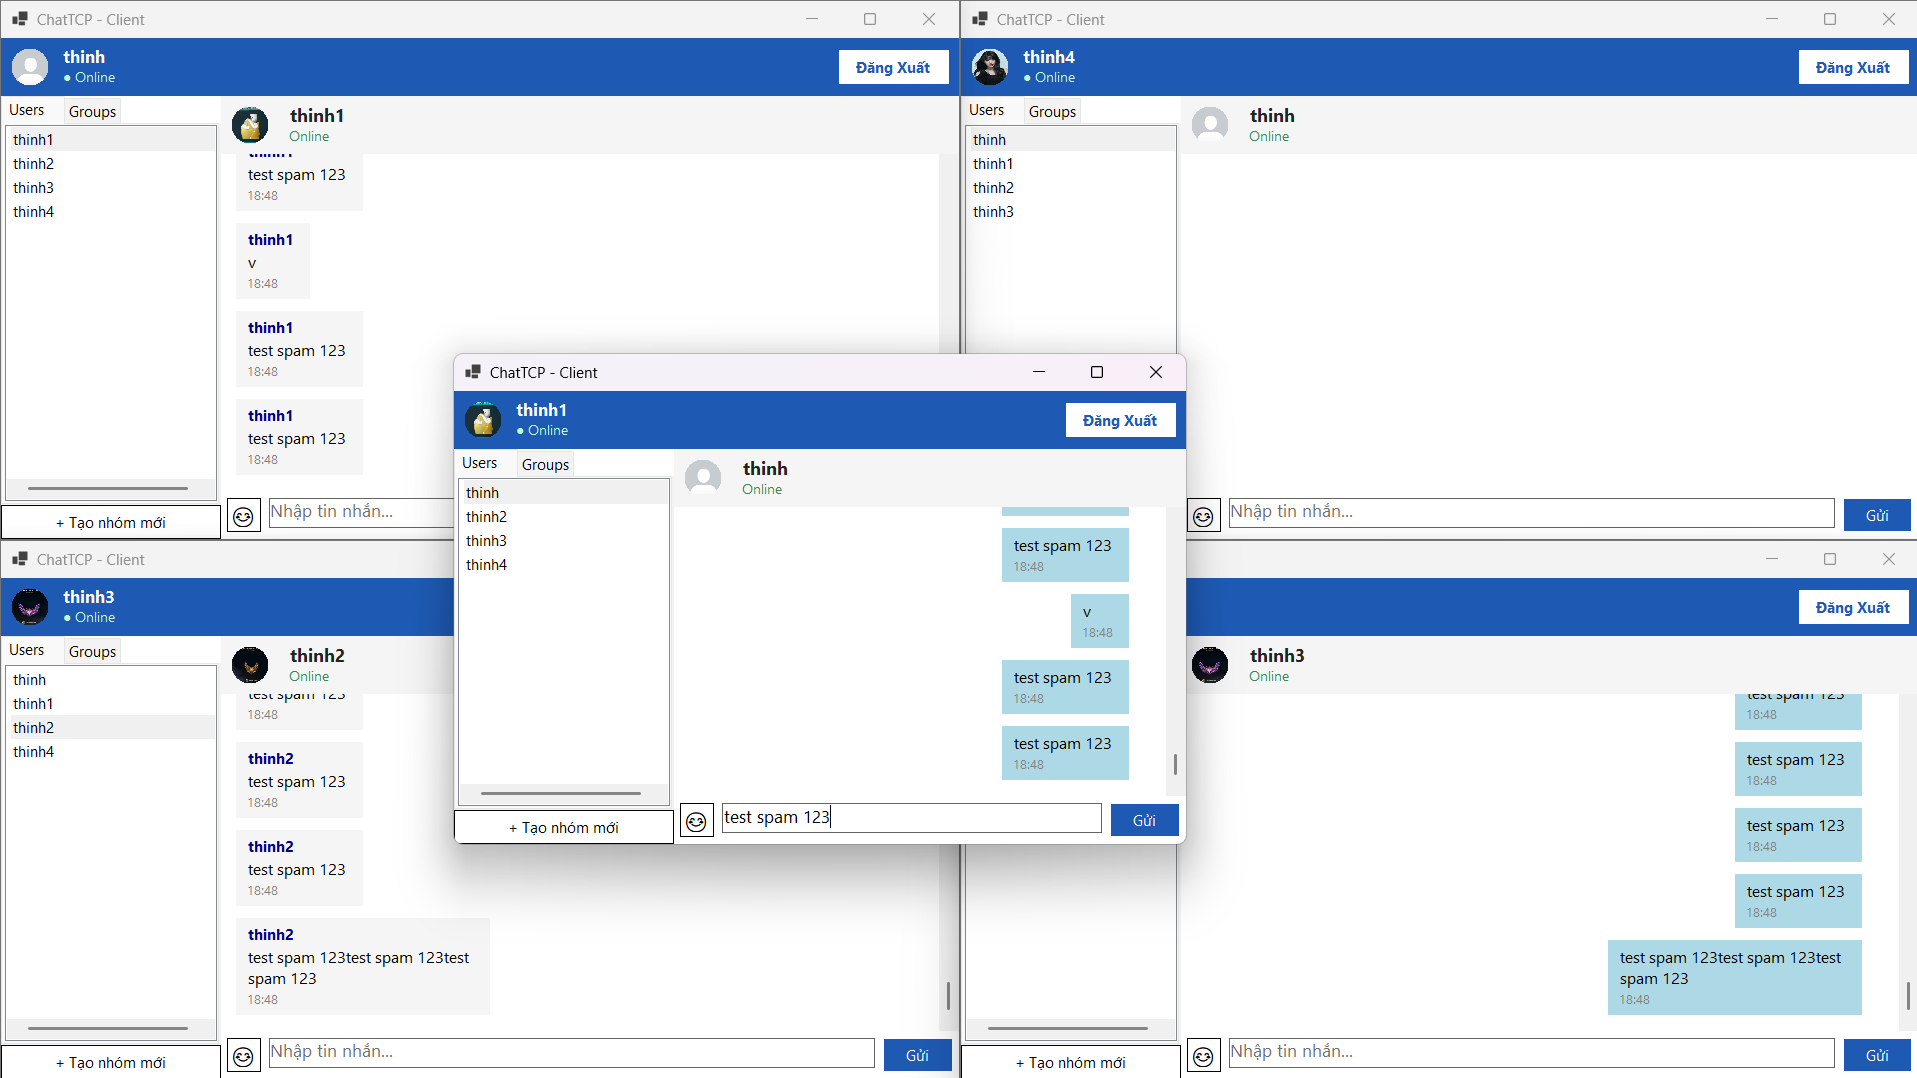 ChatTCP - Client
thinh
● Online
Đăng Xuất
Users
Groups
thinh1
thinh2
thinh3
thinh4
thinh1
Online
thinh1
test spam 123
18:48
thinh1
v
18:48
thinh1
test spam 123
18:48
thinh1
test spam 123
18:48
+ Tạo nhóm mới
Nhập tin nhắn...
ChatTCP - Client
thinh4
● Online
Đăng Xuất
Users
Groups
thinh
thinh1
thinh2
thinh3
thinh
Online
Nhập tin nhắn...
Gửi
ChatTCP - Client
thinh1
● Online
Đăng Xuất
Users
Groups
thinh
thinh2
thinh3
thinh4
thinh
Online
test spam 123
18:48
v
18:48
test spam 123
18:48
test spam 123
18:48
+ Tạo nhóm mới
test spam 123
Gửi
ChatTCP - Client
thinh3
● Online
Users
Groups
thinh
thinh1
thinh2
thinh4
thinh2
Online
test spam 123
18:48
thinh2
test spam 123
18:48
thinh2
test spam 123
18:48
thinh2
test spam 123test spam 123test
spam 123
18:48
+ Tạo nhóm mới
Nhập tin nhắn...
Gửi
Đăng Xuất
thinh3
Online
test spam 123
18:48
test spam 123
18:48
test spam 123
18:48
test spam 123
18:48
test spam 123test spam 123test
spam 123
18:48
+ Tạo nhóm mới
Nhập tin nhắn...
Gửi